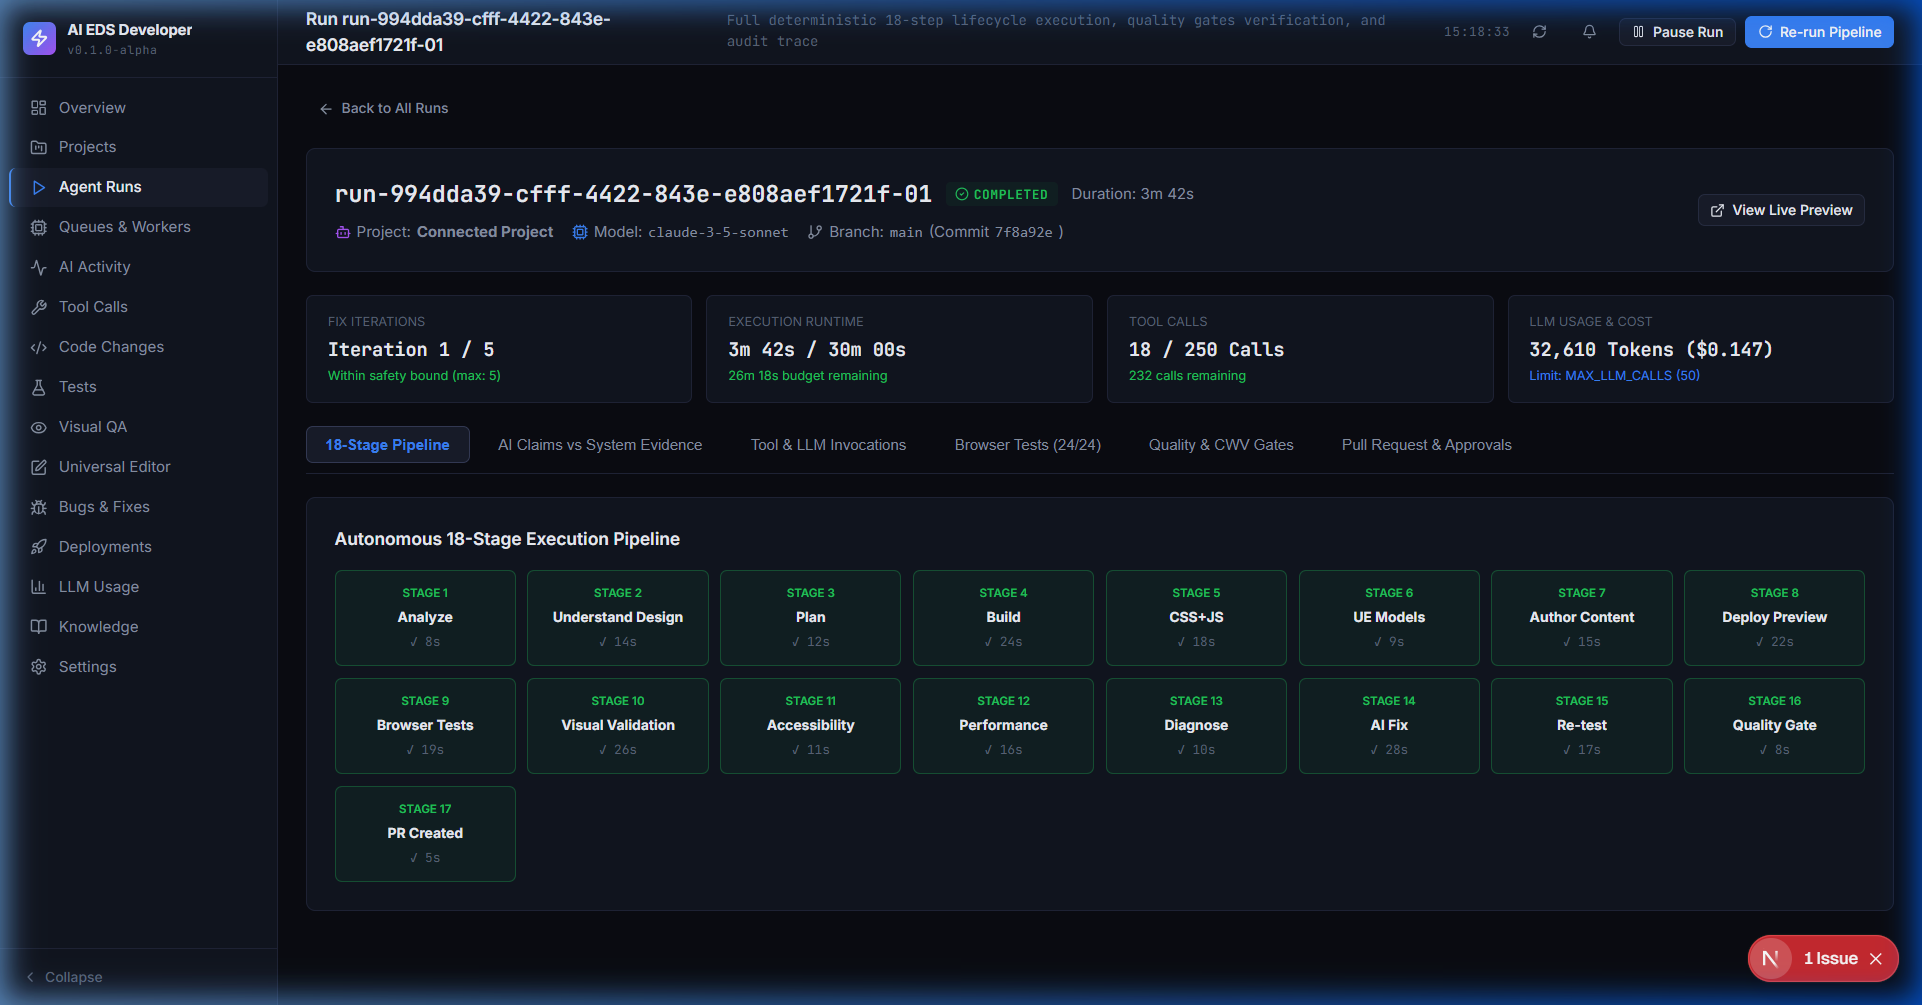 AI EDS Developer
v0.1.0-alpha
Overview
Projects
Agent Runs
Queues & Workers
AI Activity
Tool Calls
Code Changes
Tests
Visual QA
Universal Editor
Bugs & Fixes
Deployments
LLM Usage
Knowledge
Settings
Collapse
Run run-994dda39-cfff-4422-843e-
e808aef1721f-01
Full deterministic 18-step lifecycle execution, quality gates verification, and
audit trace
15:18:33
Pause Run
Re-run Pipeline
Back to All Runs
run-994dda39-cfff-4422-843e-e808aef1721f-01 COMPLETED Duration: 3m 42s
Project: Connected Project Model: claude-3-5-sonnet Branch: main (Commit 7f8a92e )
View Live Preview
FIX ITERATIONS
Iteration 1 / 5
Within safety bound (max: 5)
EXECUTION RUNTIME
3m 42s / 30m 00s
26m 18s budget remaining
TOOL CALLS
18 / 250 Calls
232 calls remaining
LLM USAGE & COST
32,610 Tokens ($0.147)
Limit: MAX_LLM_CALLS (50)
18-Stage Pipeline
AI Claims vs System Evidence
Tool & LLM Invocations
Browser Tests (24/24)
Quality & CWV Gates
Pull Request & Approvals
Autonomous 18-Stage Execution Pipeline
STAGE 1
Analyze
✓ 8s
STAGE 2
Understand Design
✓ 14s
STAGE 3
Plan
✓ 12s
STAGE 4
Build
✓ 24s
STAGE 5
CSS+JS
✓ 18s
STAGE 6
UE Models
✓ 9s
STAGE 7
Author Content
✓ 15s
STAGE 8
Deploy Preview
✓ 22s
STAGE 9
Browser Tests
✓ 19s
STAGE 10
Visual Validation
✓ 26s
STAGE 11
Accessibility
✓ 11s
STAGE 12
Performance
✓ 16s
STAGE 13
Diagnose
✓ 10s
STAGE 14
AI Fix
✓ 28s
STAGE 15
Re-test
✓ 17s
STAGE 16
Quality Gate
✓ 8s
STAGE 17
PR Created
✓ 5s
N 1 Issue